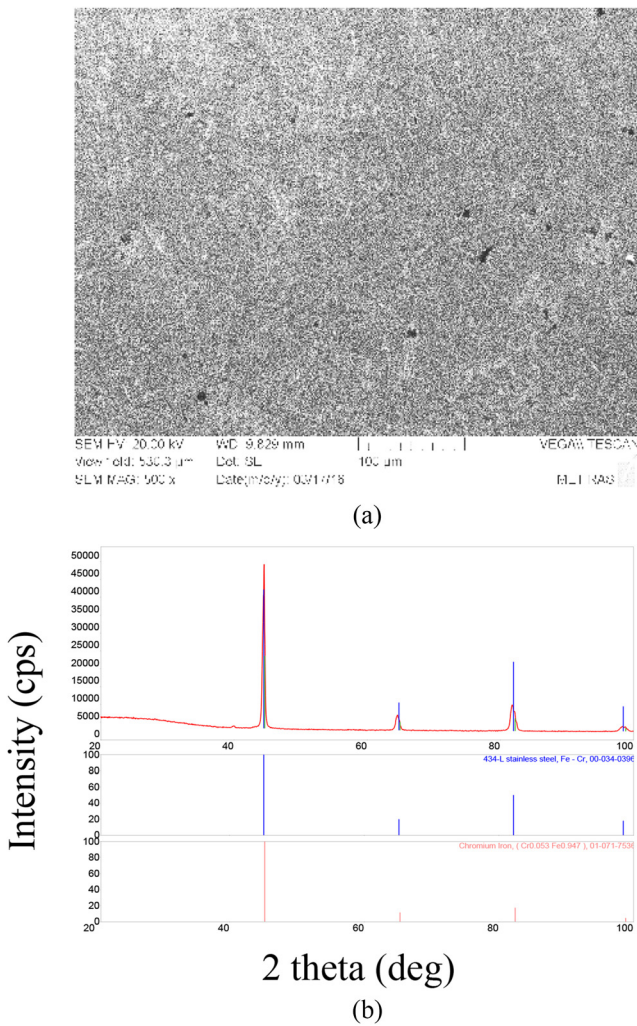 SEM HV: 20.00 kV WD: 9.829 mm VEGA\\ TESCAN
View field: 530.3 µm Det: SE 100 µm
SEM MAG: 500 x Date(m/d/y): 03/17/16
(a)
Intensity (cps)
50000
45000
40000
35000
30000
25000
20000
15000
10000
5000
0
20 40 60 80 100
434-L stainless steel, Fe - Cr, 00-034-0396
100
80
60
40
20
0
Chromium Iron, ( Cr0.053 Fe0.947 ), 01-071-7536
100
80
60
40
20
0
20 40 60 80 100
2 theta (deg)
(b)